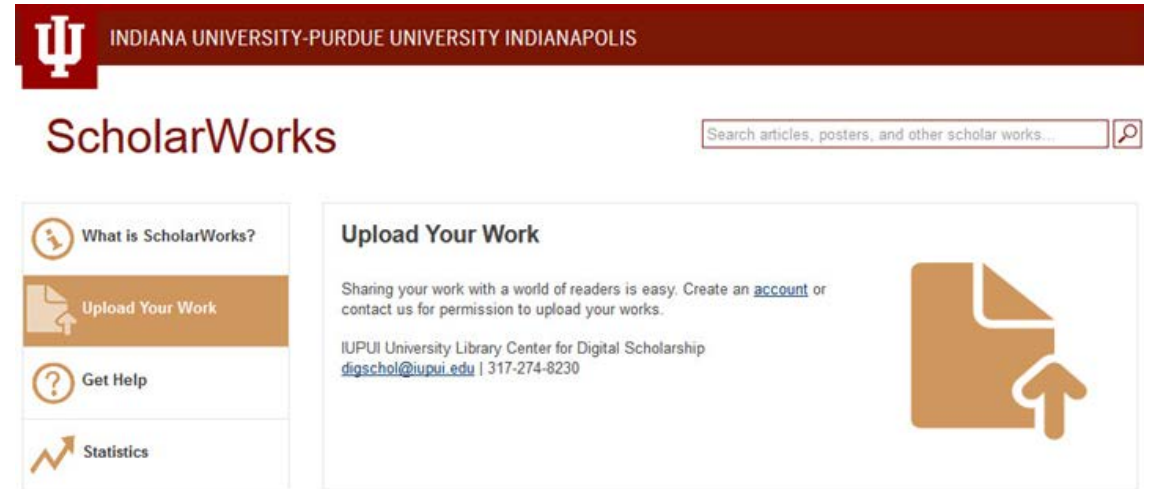 INDIANA UNIVERSITY-PURDUE UNIVERSITY INDIANAPOLIS
ScholarWorks
Search articles, posters, and other scholar works...
What is ScholarWorks?
Upload Your Work
Get Help
Statistics
Upload Your Work
Sharing your work with a world of readers is easy. Create an account or
contact us for permission to upload your works.
IUPUI University Library Center for Digital Scholarship
digschol@iupui.edu | 317-274-8230